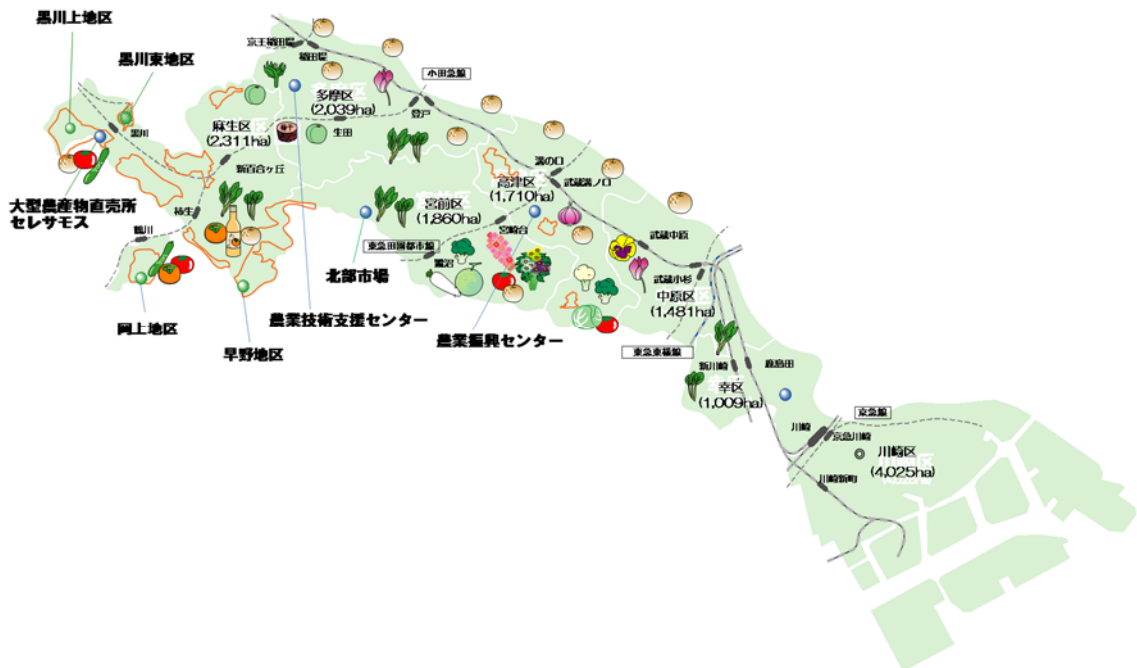 黒川上地区
黒川東地区
京王稲田堤
稲田堤
小田急線
多摩区
(2,039ha)
登戸
麻生区
(2,311ha)
生田
黒川
新百合ヶ丘
溝の口
武蔵溝ノ口
高津区
(1,710ha)
宮前区
(1,860ha)
大型農産物直売所
セレサモス
柿生
鶴川
宮崎台
武蔵中原
東急田園都市線
鷺沼
北部市場
武蔵小杉
中原区
(1,481ha)
岡上地区
農業技術支援センター
農業振興センター
早野地区
東急東横線
新川崎
鹿島田
幸区
(1,009ha)
京急線
川崎
京急川崎
川崎区
(4,025ha)
川崎新町